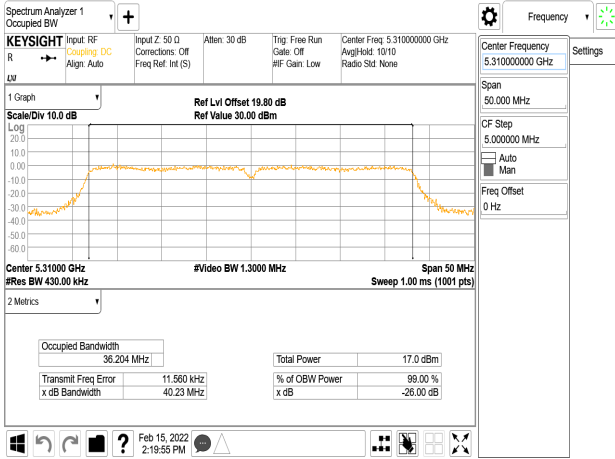 Spectrum Analyzer 1
Occupied BW
KEYSIGHT
R
LXI
Input: RF
Coupling: DC
Align: Auto
Input Z: 50 Ω
Corrections: Off
Freq Ref: Int (S)
Atten: 30 dB
Trig: Free Run
Gate: Off
#IF Gain: Low
Center Freq: 5.310000000 GHz
Avg|Hold: 10/10
Radio Std: None
1 Graph
Scale/Div 10.0 dB
Ref Lvl Offset 19.80 dB
Ref Value 30.00 dBm
Log
20.0
10.0
0.00
-10.0
-20.0
-30.0
-40.0
-50.0
-60.0
Center 5.31000 GHz
#Res BW 430.00 kHz
#Video BW 1.3000 MHz
Span 50 MHz
Sweep 1.00 ms (1001 pts)
2 Metrics
Occupied Bandwidth
36.204 MHz
Transmit Freq Error 11.560 kHz
x dB Bandwidth 40.23 MHz
Total Power 17.0 dBm
% of OBW Power 99.00 %
x dB -26.00 dB
Feb 15, 2022
2:19:55 PM
Frequency
Settings
Center Frequency
5.310000000 GHz
Span
50.000 MHz
CF Step
5.000000 MHz
Auto
Man
Freq Offset
0 Hz